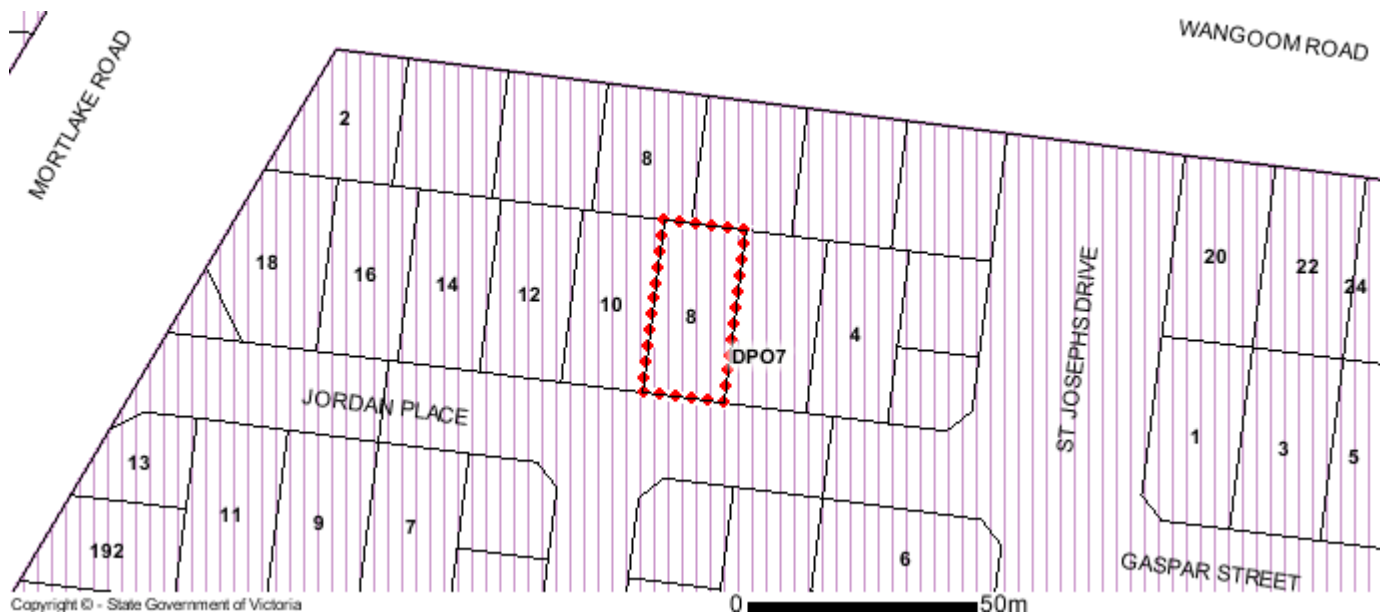 WANGOOM ROAD
MORTLAKE ROAD
2
8
18
16
14
12
10
8
4
20
22
24
DPO7
ST JOSEPHS DRIVE
JORDAN PLACE
1
3
5
13
11
9
7
6
192
GASPAR STREET
Copyright © - State Government of Victoria
0 50m